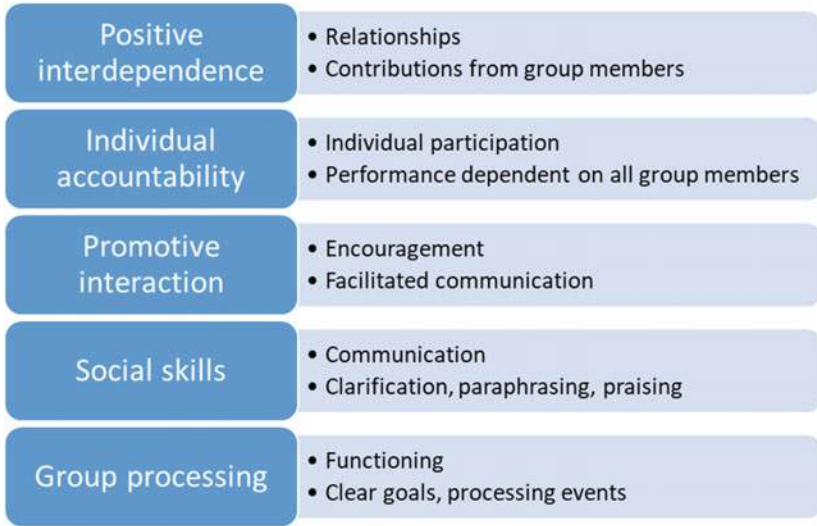 Positive
interdependence
• Relationships
• Contributions from group members
Individual
accountability
• Individual participation
• Performance dependent on all group members
Promotive
interaction
• Encouragement
• Facilitated communication
Social skills
• Communication
• Clarification, paraphrasing, praising
Group processing
• Functioning
• Clear goals, processing events